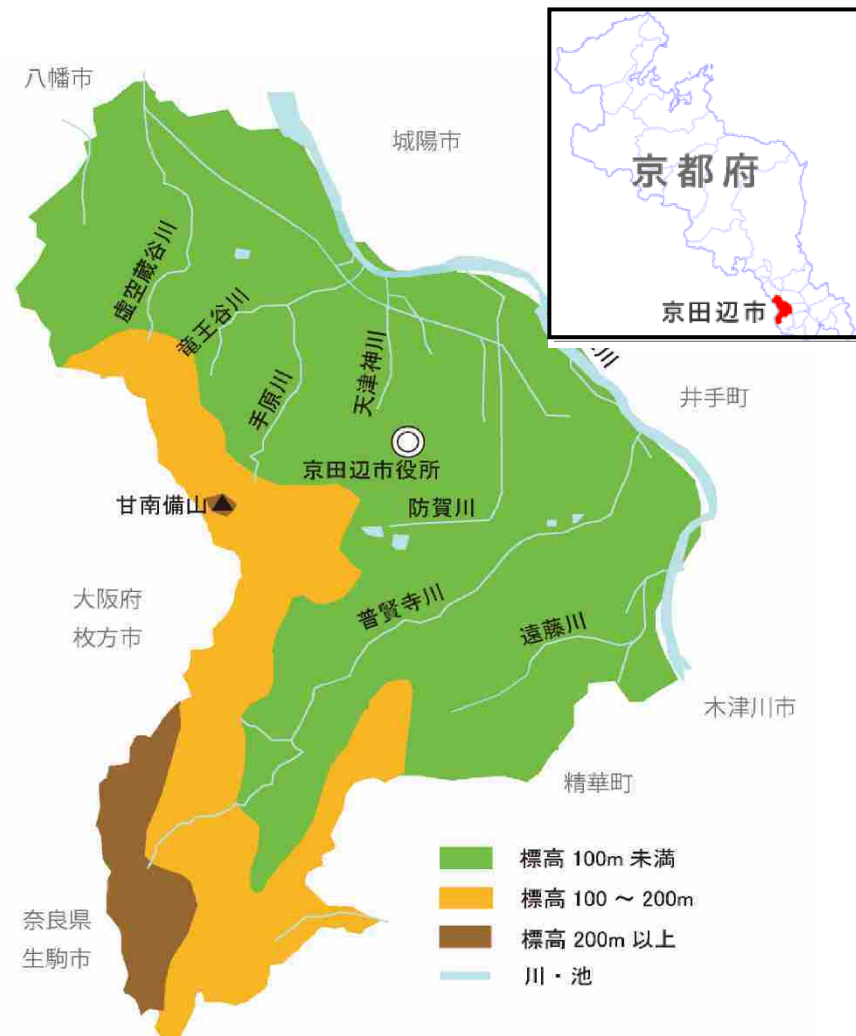 八幡市
城陽市
京都府
京田辺市
虚空蔵谷川
竜王谷川
手原川
天津神川
川
井手町
京田辺市役所
甘南備山
防賀川
大阪府
枚方市
普賢寺川
遠藤川
木津川市
精華町
奈良県
生駒市
標高 100m 未満
標高 100 ～ 200m
標高 200m 以上
川・池